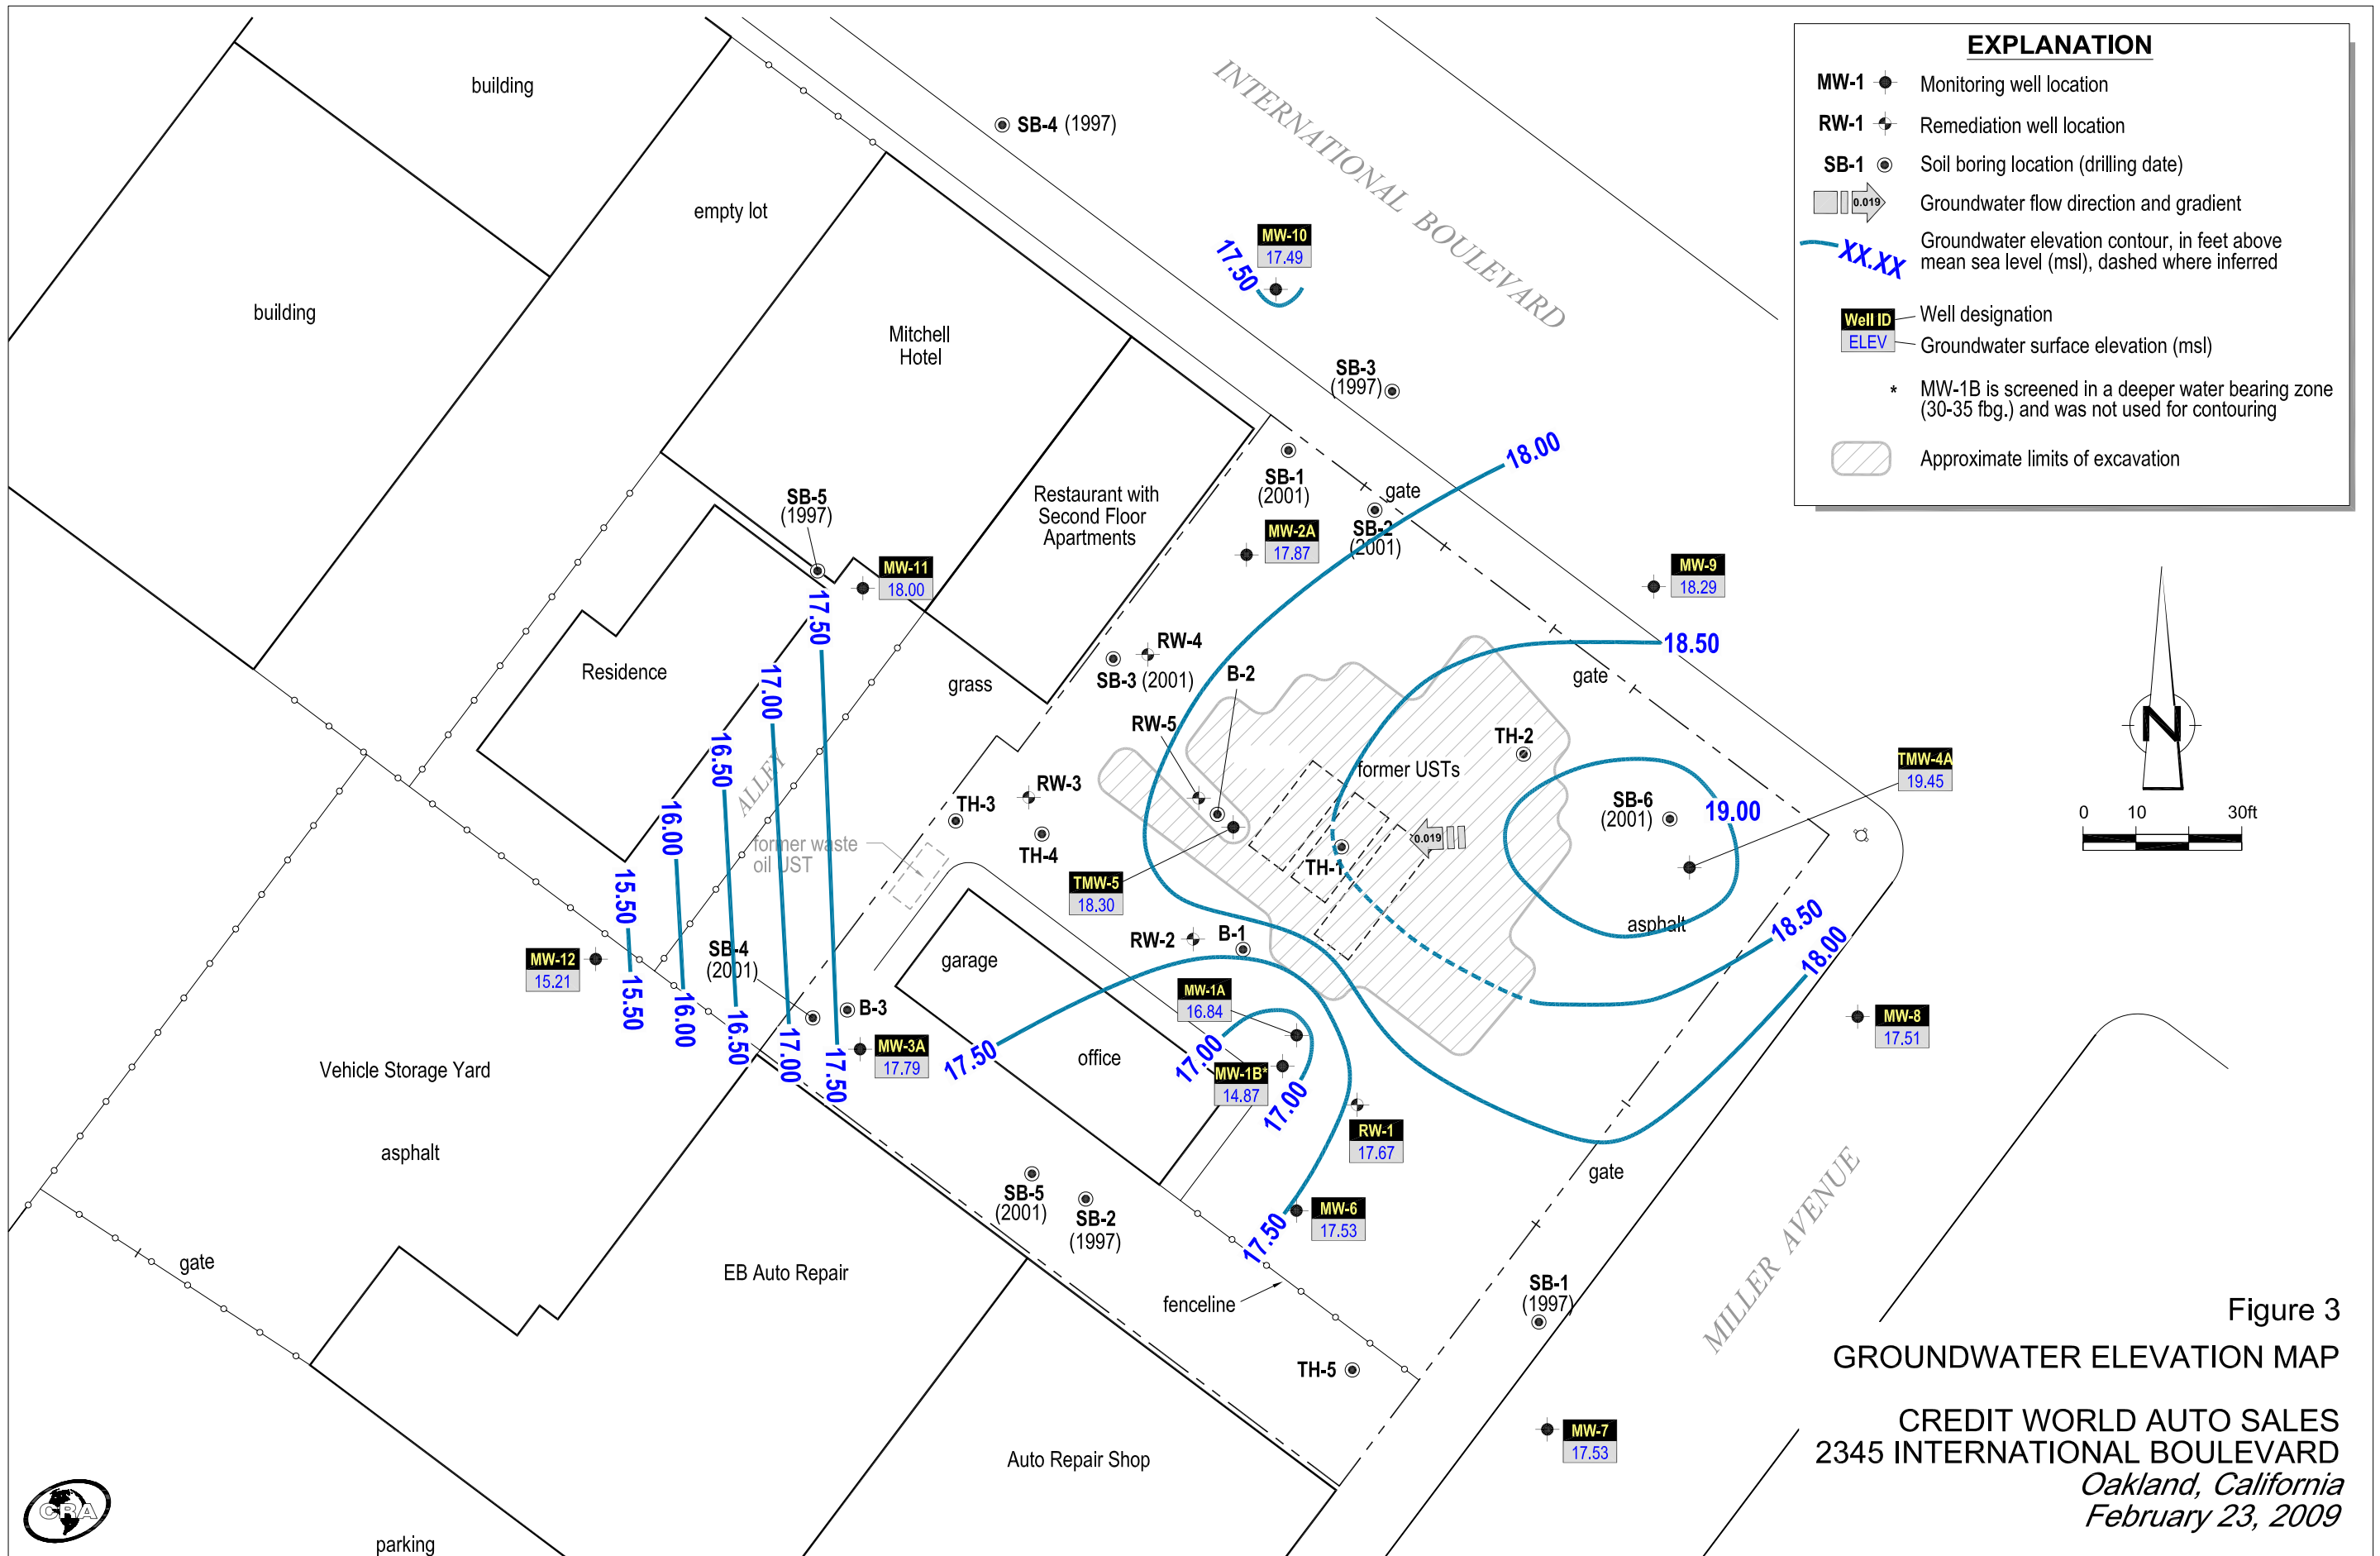 EXPLANATION
MW-1 Monitoring well location
RW-1 Remediation well location
SB-1 Soil boring location (drilling date)
0.019 Groundwater flow direction and gradient
XX.XX Groundwater elevation contour, in feet above
mean sea level (msl), dashed where inferred
Well ID Well designation
ELEV Groundwater surface elevation (msl)
* MW-1B is screened in a deeper water bearing zone
(30-35 fbg.) and was not used for contouring
Approximate limits of excavation
building
SB-4 (1997)
INTERNATIONAL BOULEVARD
empty lot
MW-10
17.49
17.50
building
Mitchell
Hotel
SB-3
(1997)
18.00
SB-1
(2001)
gate
SB-2
(2001)
Restaurant with
Second Floor
Apartments
SB-5
(1997)
MW-2A
17.87
MW-11
18.00
MW-9
18.29
17.50
18.50
RW-4
SB-3 (2001)
B-2
gate
Residence
grass
17.00
RW-5
16.50
TH-2
N
former USTs
TMW-4A
19.45
ALLEY
RW-3
TH-3
SB-6
(2001)
19.00
0 10 30ft
16.00
former waste
oil UST
TH-4
0.019
TH-1
TMW-5
18.30
15.50
asphalt
18.50
RW-2
B-1
18.00
MW-12
15.21
SB-4
(2001)
garage
MW-1A
16.84
15.50
16.00
16.50
17.00
17.50
B-3
MW-3A
17.79
17.50
office
17.00
MW-1B*
14.87
17.00
MW-8
17.51
Vehicle Storage Yard
asphalt
RW-1
17.67
gate
SB-5
(2001)
SB-2
(1997)
MW-6
17.53
17.50
MILLER AVENUE
gate
EB Auto Repair
fenceline
SB-1
(1997)
TH-5
MW-7
17.53
Auto Repair Shop
parking
CRA
Figure 3
GROUNDWATER ELEVATION MAP
CREDIT WORLD AUTO SALES
2345 INTERNATIONAL BOULEVARD
Oakland, California
February 23, 2009